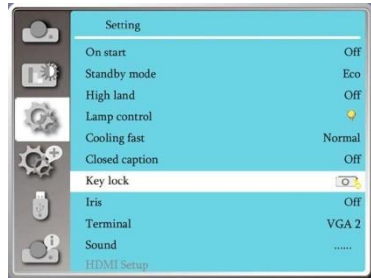 Setting
On start Off
Standby mode Eco
High land Off
Lamp control
Cooling fast Normal
Closed caption Off
Key lock
Iris Off
Terminal VGA 2
Sound ......
HDMI Setup